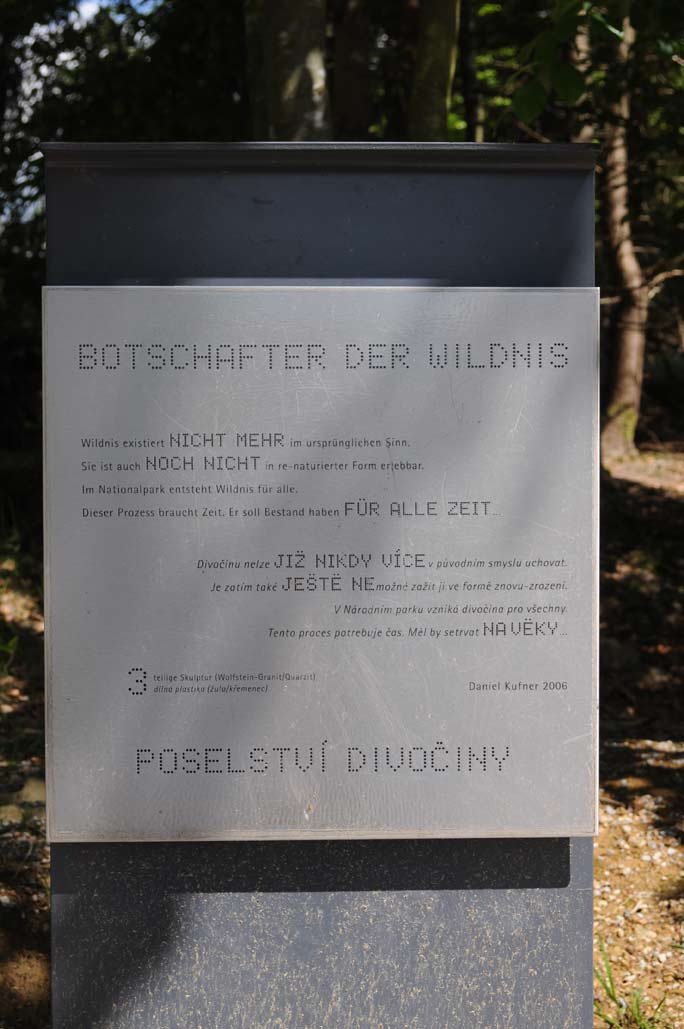 BOTSCHAFTER DER WILDNIS
Wildnis existiert NICHT MEHR im ursprünglichen Sinn.
Sie ist auch NOCH NICHT in re-naturierter Form erlebbar.
Im Nationalpark entsteht Wildnis für alle.
Dieser Prozess braucht Zeit. Er soll Bestand haben FÜR ALLE ZEIT...
Divočinu nelze JIŽ NIKDY VÍCE v původním smyslu uchovat.
Je zatím také JEŠTĚ NEmožné zažít ji ve formě znovu-zrození.
V Národním parku vzniká divočina pro všechny.
Tento proces potřebuje čas. Měl by setrvat NAVĚKY...
3 teilige Skulptur (Wolfstein-Granit/Quarzit)
dílná plastika (žula/křemenec)
Daniel Kufner 2006
POSELSTVÍ DIVOČINY